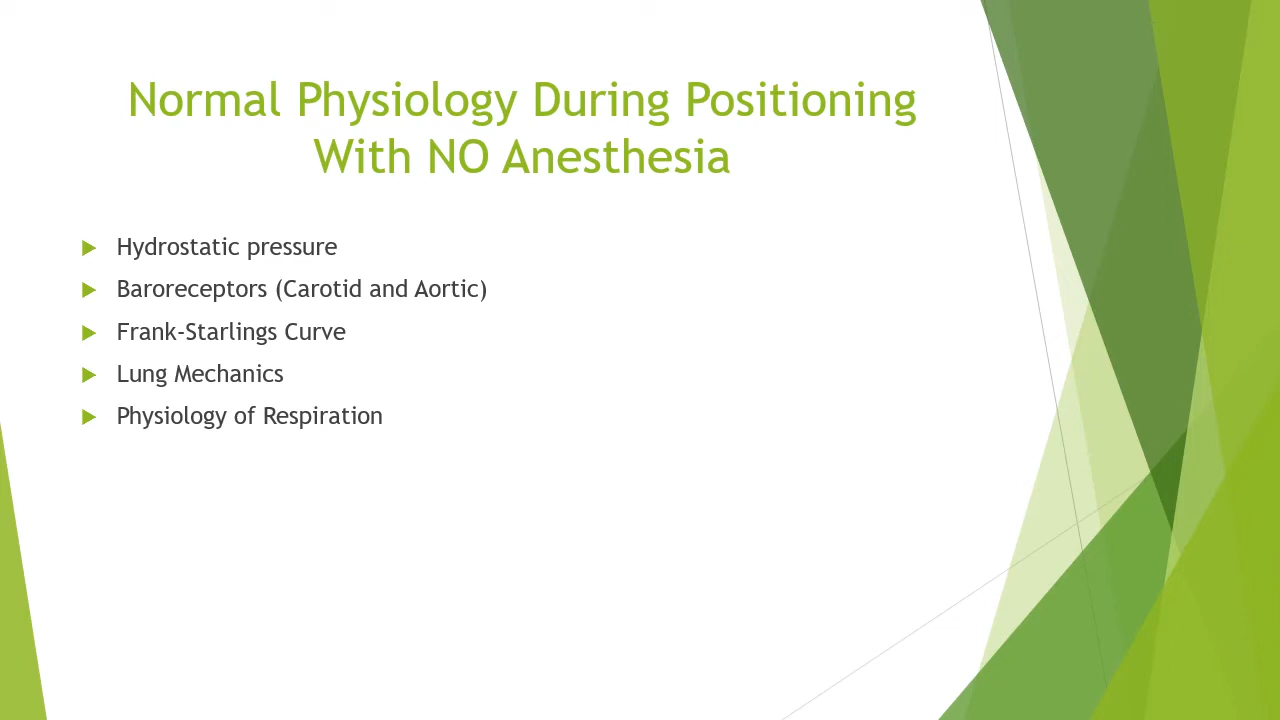 Normal Physiology During Positioning
With NO Anesthesia
Hydrostatic pressure
Baroreceptors (Carotid and Aortic)
Frank-Starlings Curve
Lung Mechanics
Physiology of Respiration